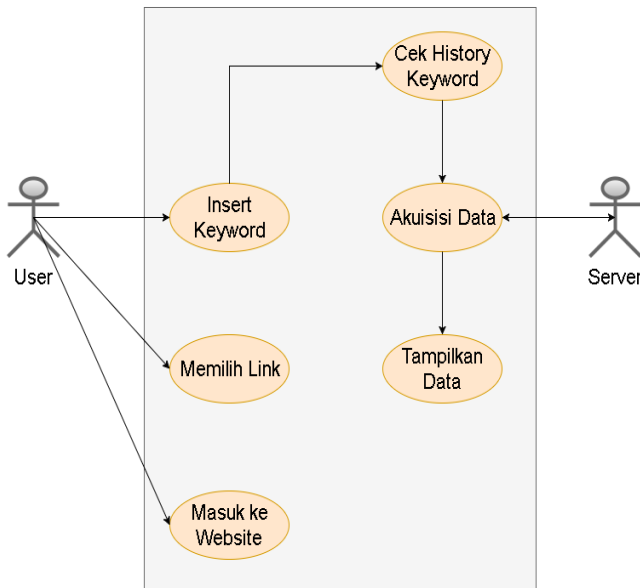 Cek History
Keyword
Insert
Keyword
Akuisisi Data
User
Server
Memilih Link
Tampilkan
Data
Masuk ke
Website